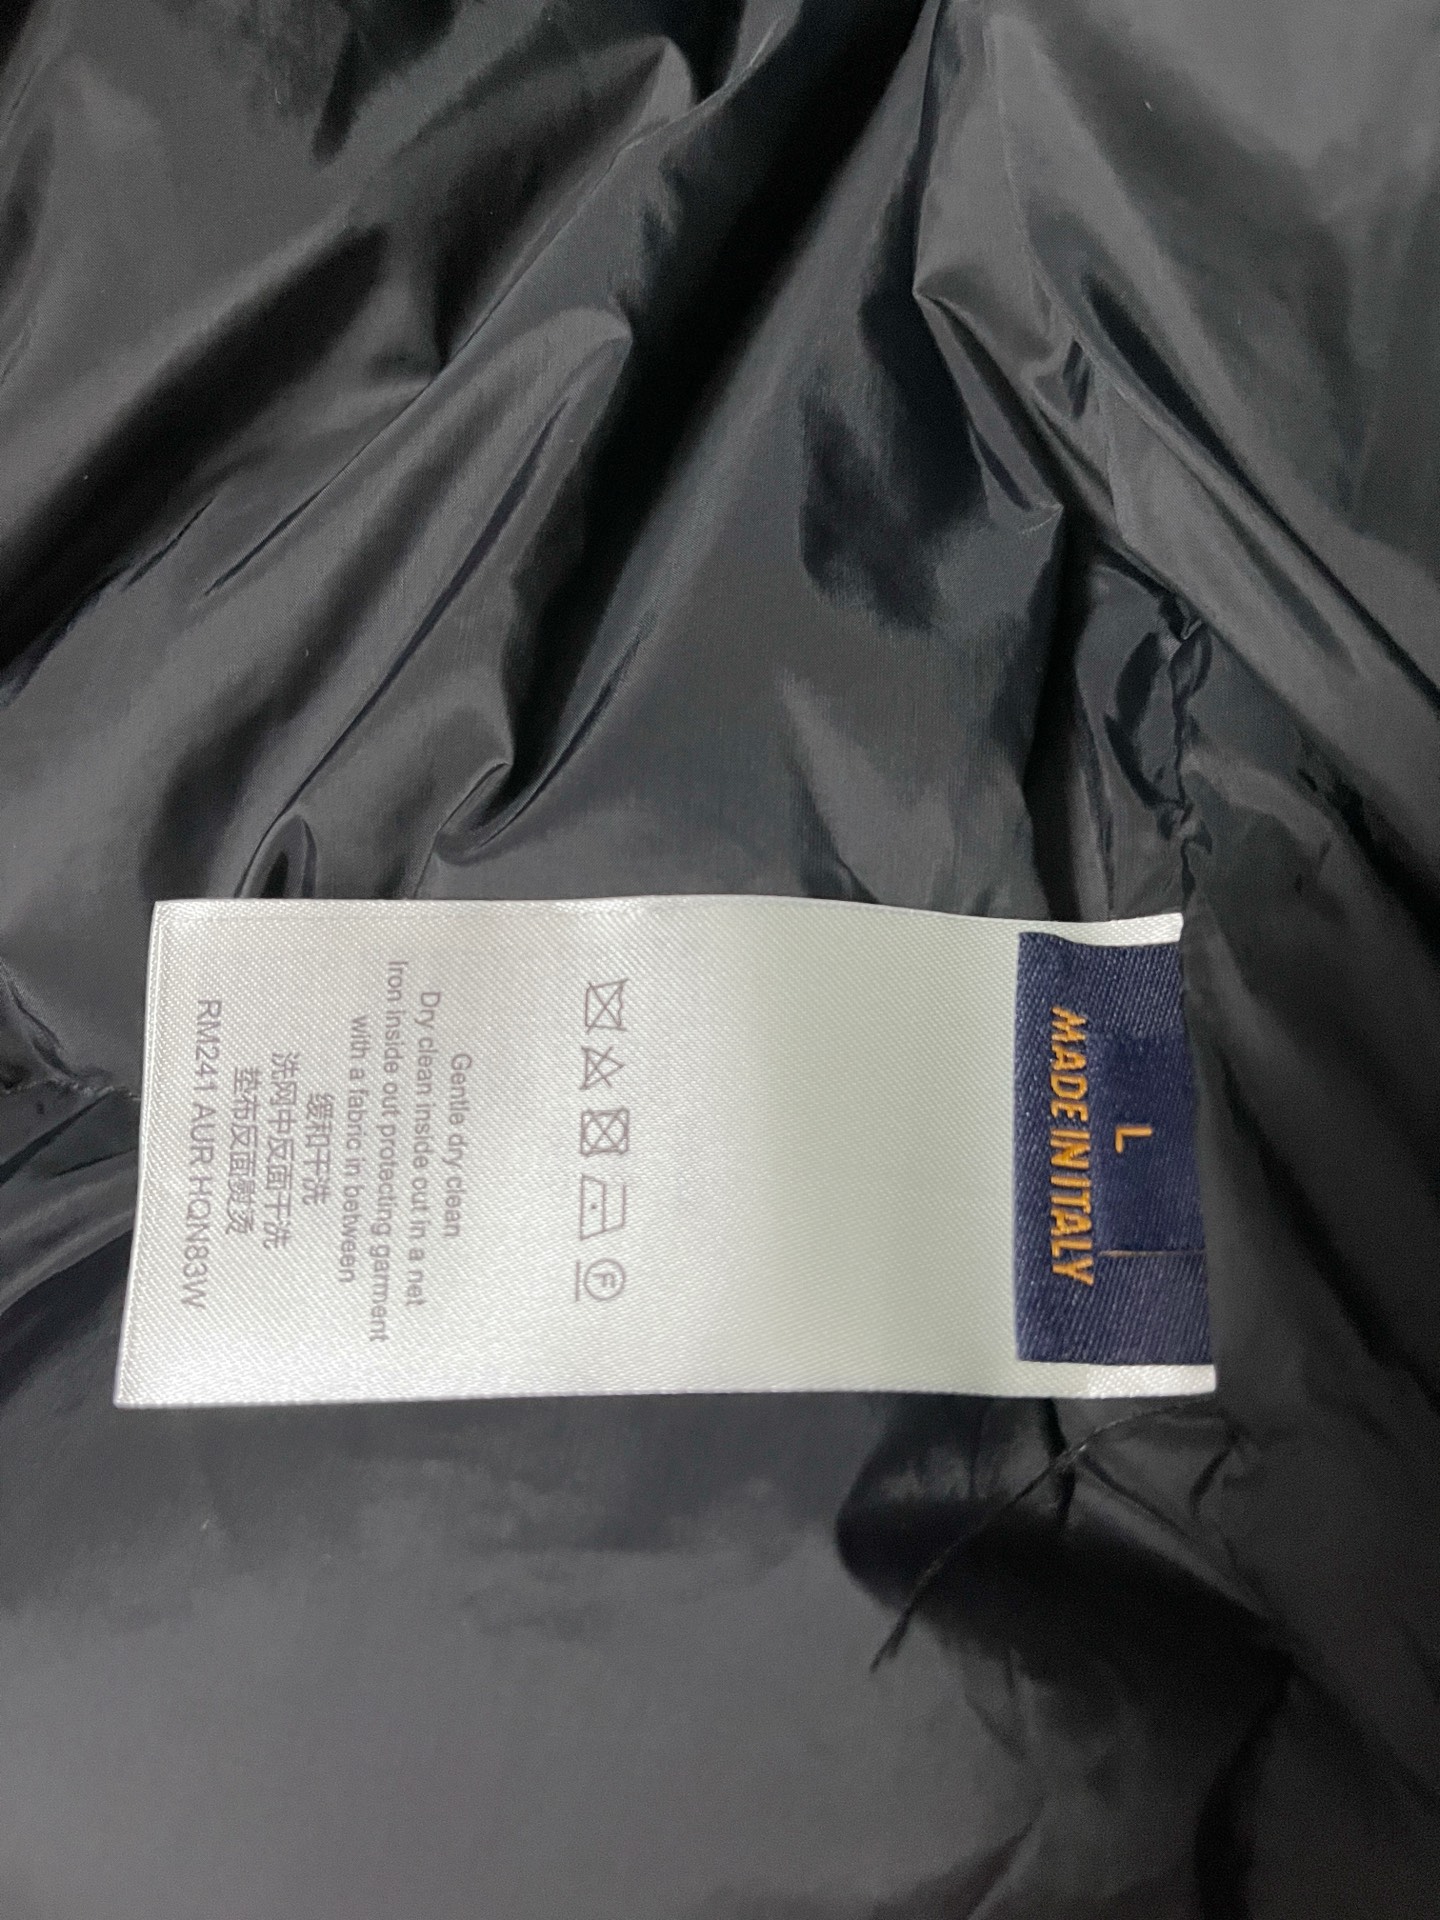 L
MADE IN ITALY
F
Gentle dry clean
Dry clean inside out in a net
Iron inside out protecting garment
with a fabric in between
缓和干洗
洗网中反面干洗
垫布反面熨烫
RM241 AUR HQN83W